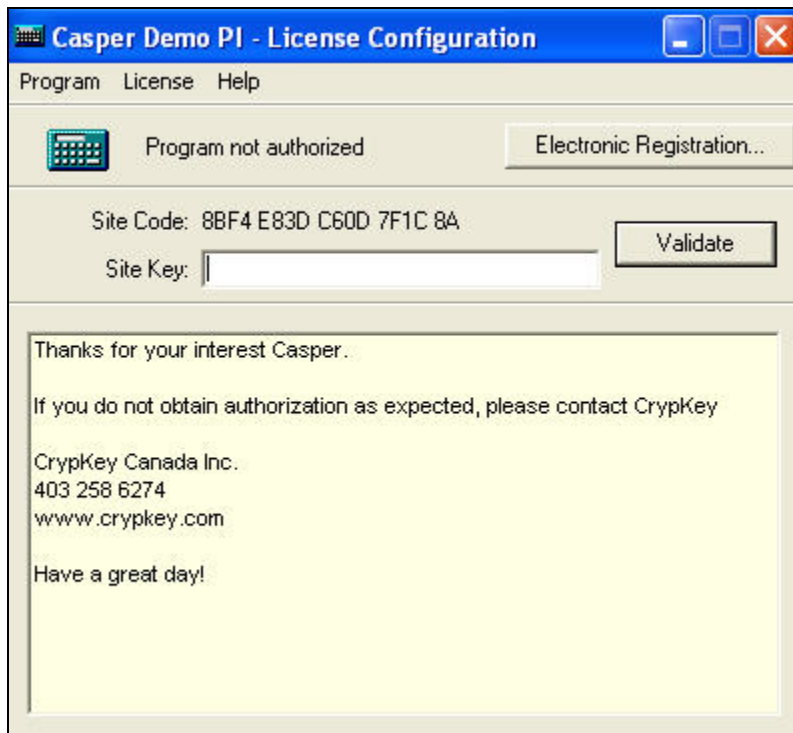 Casper Demo PI - License Configuration
Program License Help
Program not authorized Electronic Registration...
Site Code: 8BF4 E83D C60D 7F1C 8A
Validate
Site Key:
Thanks for your interest Casper.
If you do not obtain authorization as expected, please contact CrypKey
CrypKey Canada Inc.
403 258 6274
www.crypkey.com
Have a great day!